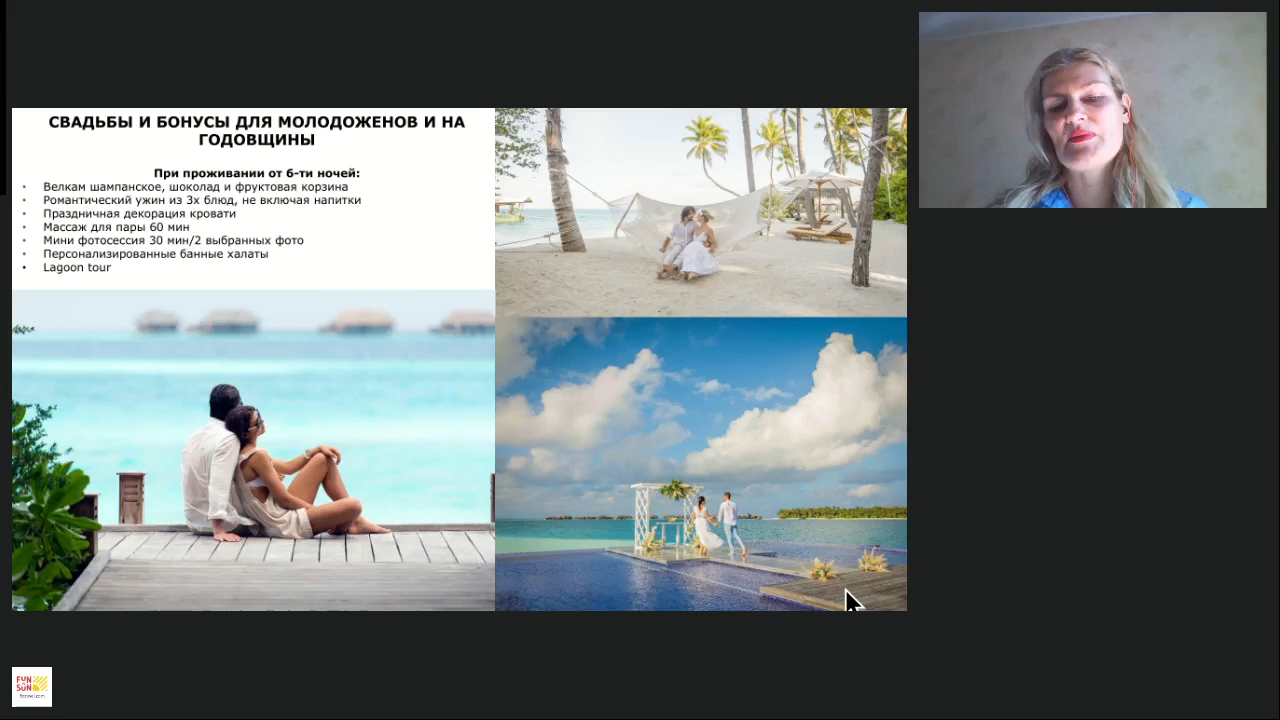 СВАДЬБЫ И БОНУСЫ ДЛЯ МОЛОДОЖЕНОВ И НА
ГОДОВЩИНЫ
При проживании от 6-ти ночей:
• Велкам шампанское, шоколад и фруктовая корзина
• Романтический ужин из 3х блюд, не включая напитки
• Праздничная декорация кровати
• Массаж для пары 60 мин
• Мини фотосессия 30 мин/2 выбранных фото
• Персонализированные банные халаты
• Lagoon tour
FUN
&SUN